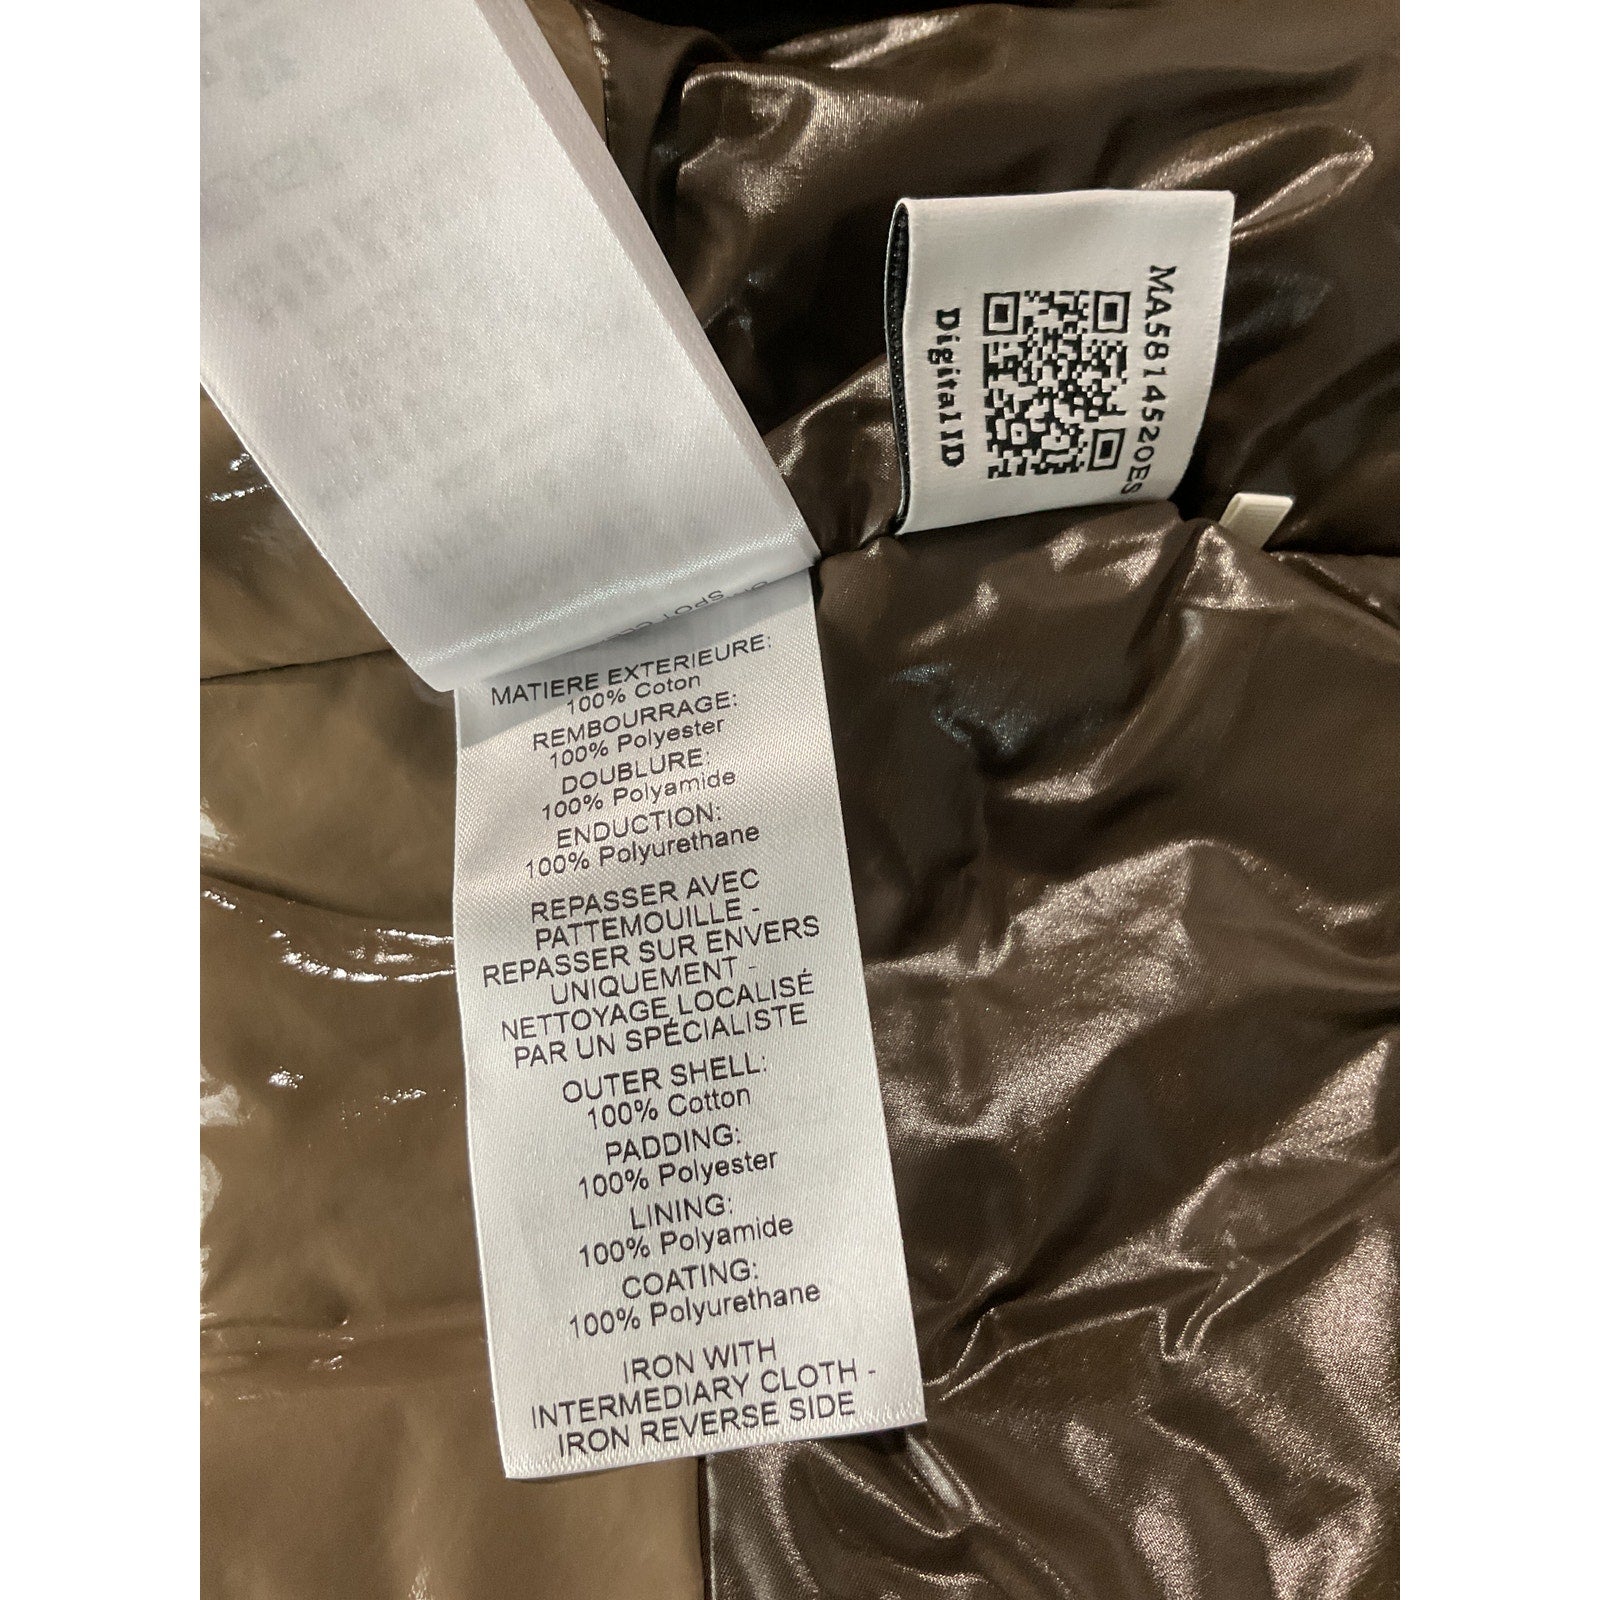 MATIERE EXTERIEURE:
100% Coton
REMBOURRAGE:
100% Polyester
DOUBLURE:
100% Polyamide
ENDUCTION:
100% Polyurethane
REPASSER AVEC
PATTEMOUILLE -
REPASSER SUR ENVERS
UNIQUEMENT -
NETTOYAGE LOCALISÉ
PAR UN SPÉCIALISTE
OUTER SHELL:
100% Cotton
PADDING:
100% Polyester
LINING:
100% Polyamide
COATING:
100% Polyurethane
IRON WITH
INTERMEDIARY CLOTH -
IRON REVERSE SIDE
MA5814520ES
Digital ID
SPOT